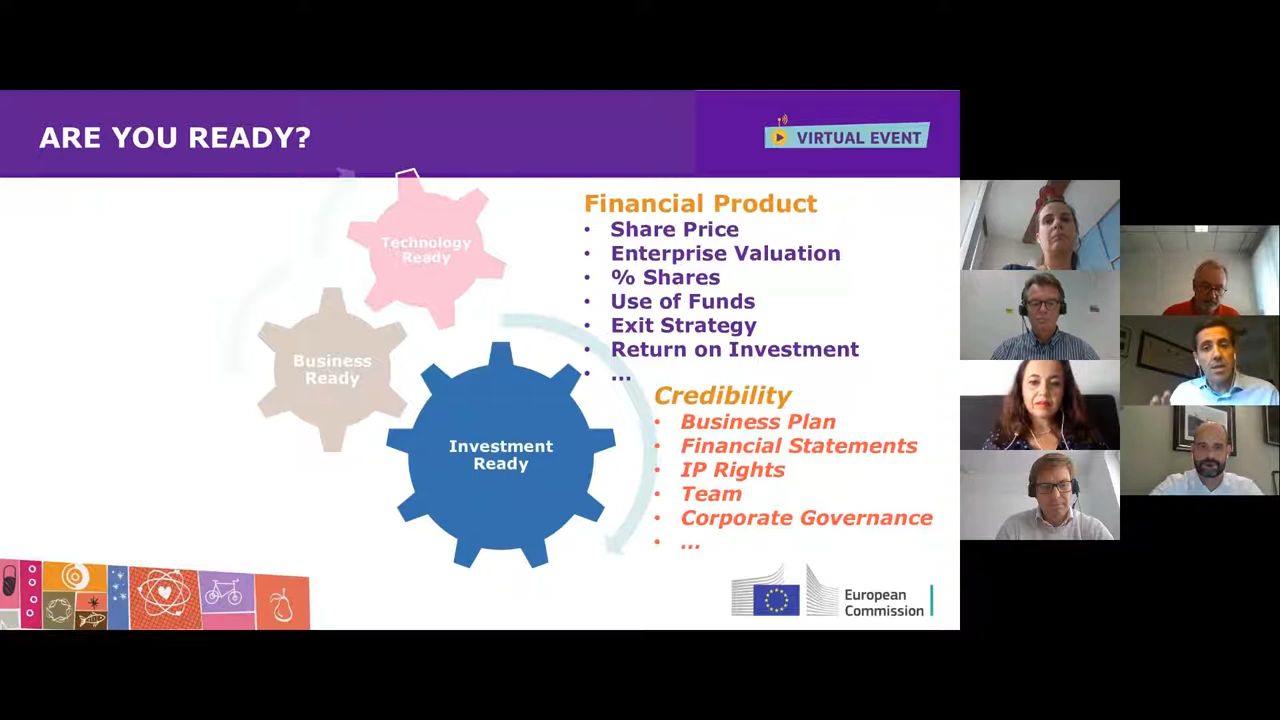 ARE YOU READY?
VIRTUAL EVENT
Technology
Ready
Business
Ready
Investment
Ready
Financial Product
• Share Price
• Enterprise Valuation
• % Shares
• Use of Funds
• Exit Strategy
• Return on Investment
• ...
Credibility
• Business Plan
• Financial Statements
• IP Rights
• Team
• Corporate Governance
• ...
European
Commission